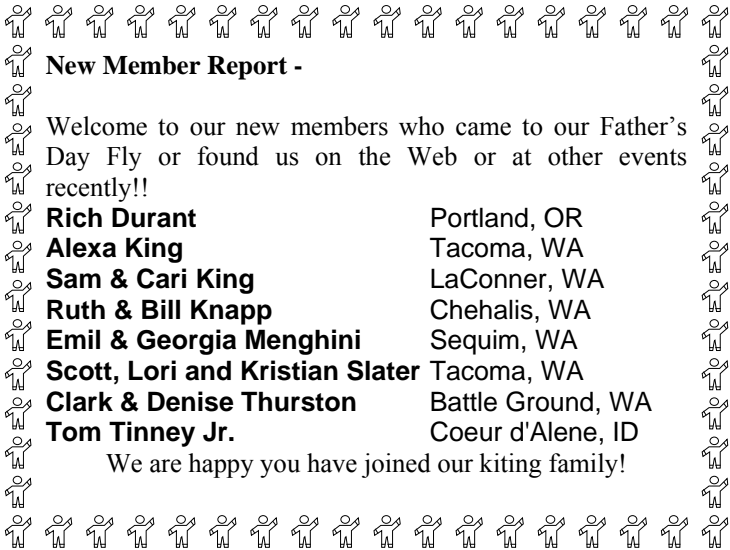 New Member Report -
Welcome to our new members who came to our Father's
Day Fly or found us on the Web or at other events
recently!!
Rich Durant Portland, OR
Alexa King Tacoma, WA
Sam & Cari King LaConner, WA
Ruth & Bill Knapp Chehalis, WA
Emil & Georgia Menghini Sequim, WA
Scott, Lori and Kristian Slater Tacoma, WA
Clark & Denise Thurston Battle Ground, WA
Tom Tinney Jr. Coeur d'Alene, ID
We are happy you have joined our kiting family!